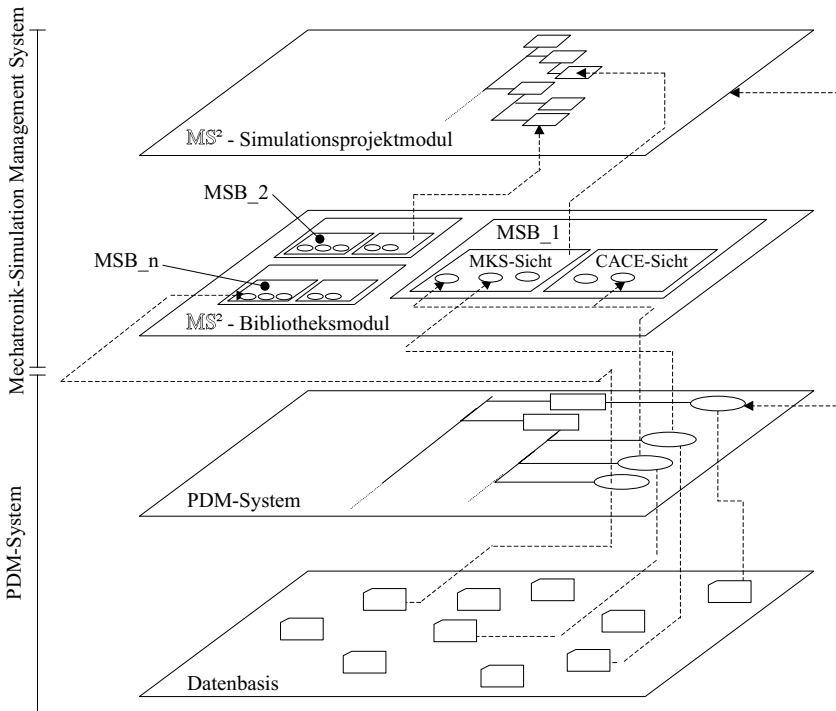 Mechatronik-Simulation Management System
PDM-System
𝕄𝕊² - Simulationsprojektmodul
MSB_2
MSB_1
MKS-Sicht
CACE-Sicht
MSB_n
𝕄𝕊² - Bibliotheksmodul
PDM-System
Datenbasis